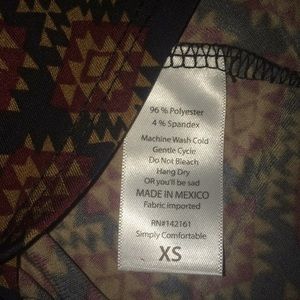 96 % Polyester
4 % Spandex
Machine Wash Cold
Gentle Cycle
Do Not Bleach
Hang Dry
OR you'll be sad
MADE IN MEXICO
Fabric imported
RN#142161
Simply Comfortable
XS